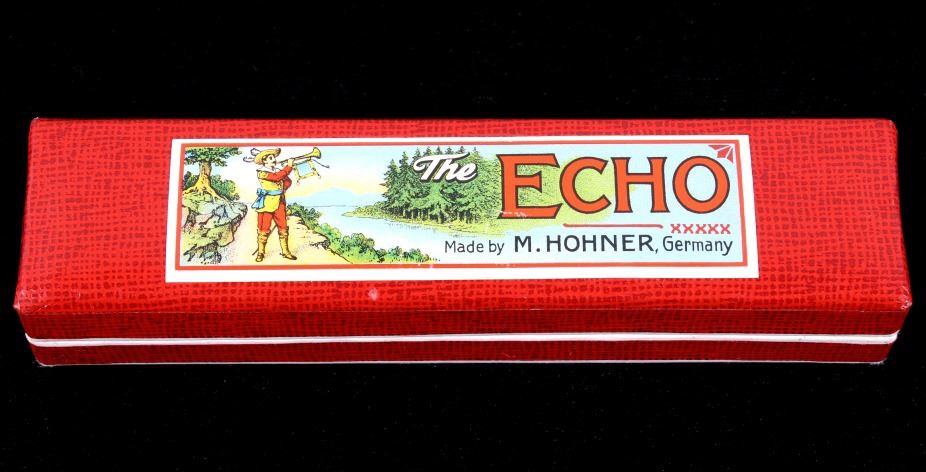 The ECHO
xxxxx
Made by M. HOHNER, Germany